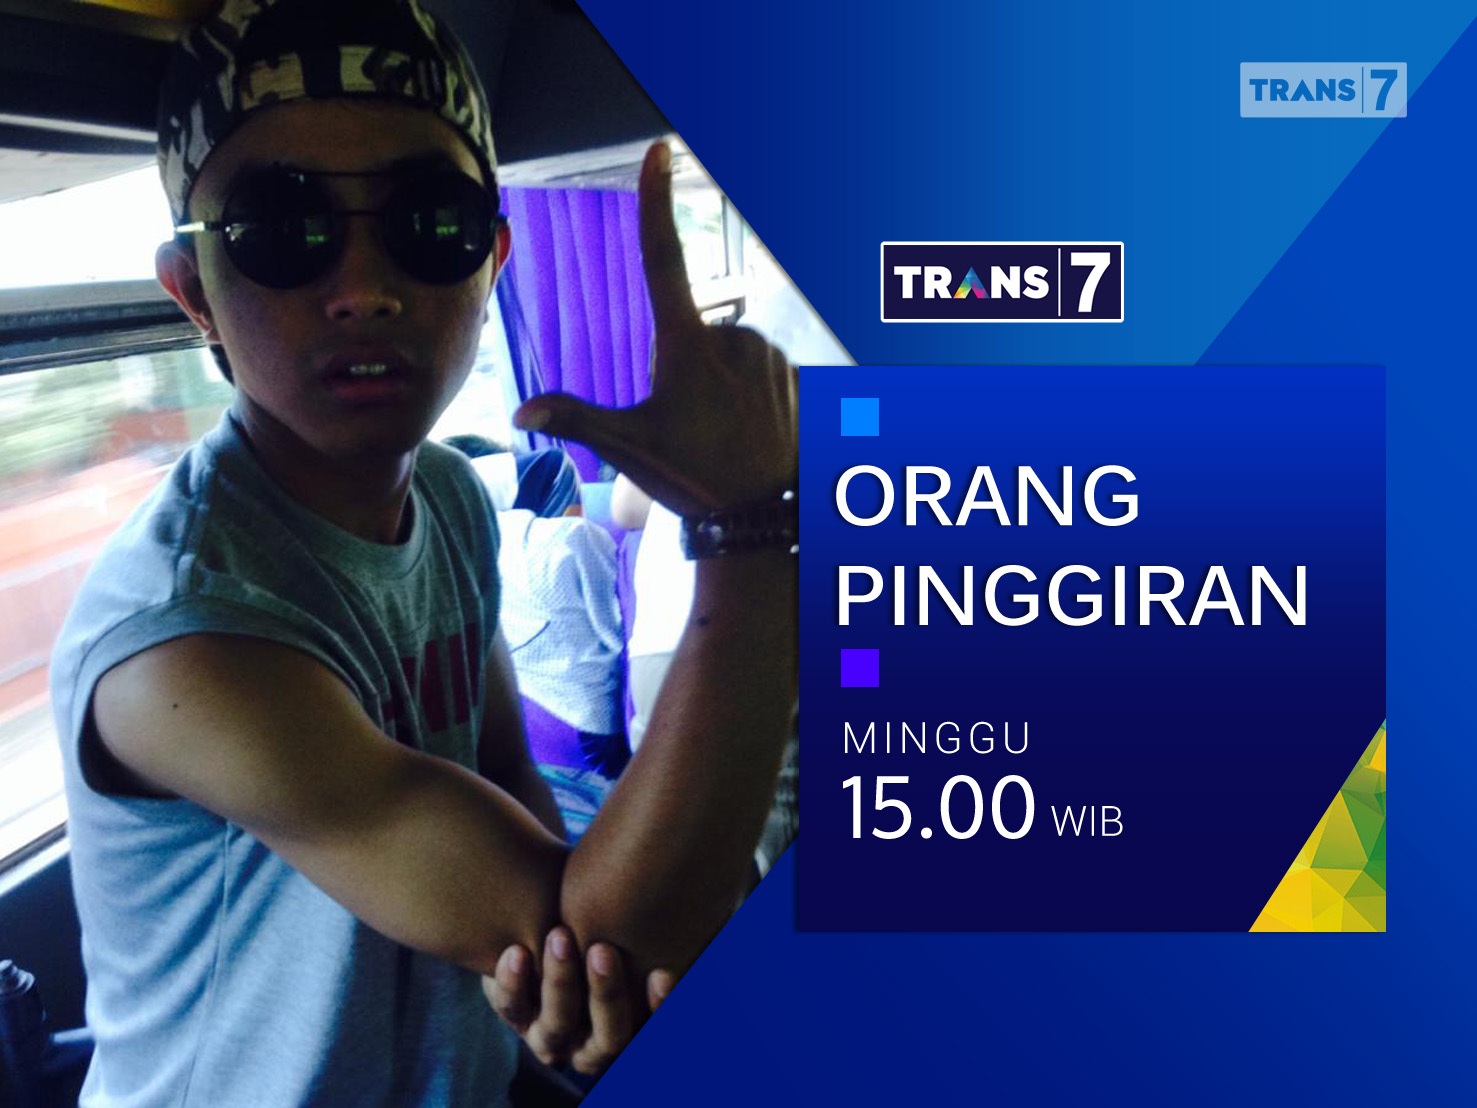 TRANS 7
TRANS 7
ORANG
PINGGIRAN
MINGGU
15.00 WIB